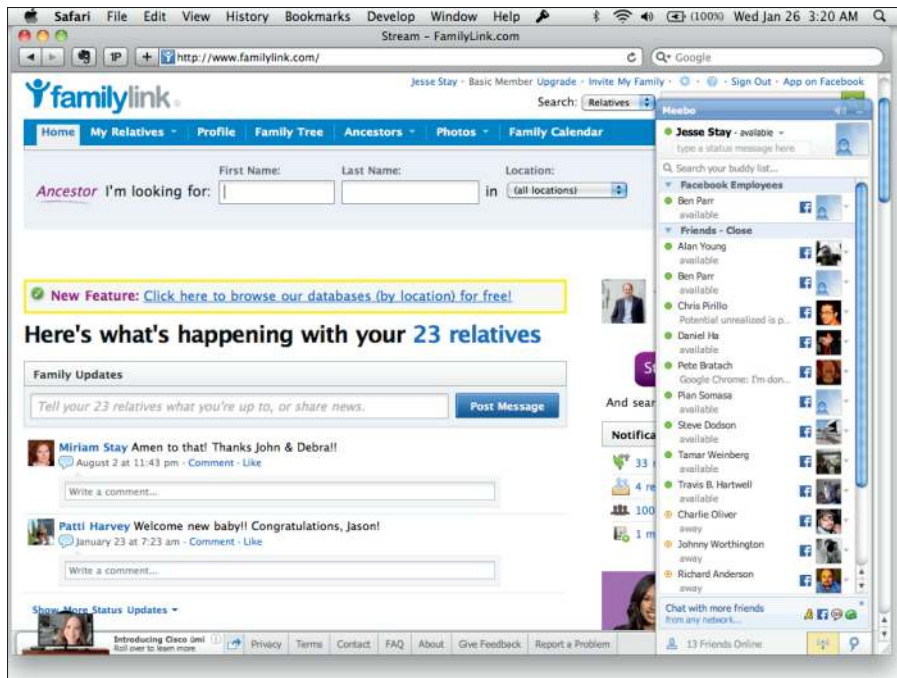 Safari File Edit View History Bookmarks Develop Window Help (100%) Wed Jan 26 3:20 AM
Stream – FamilyLink.com
1P + http://www.familylink.com/ Google
familylink
Jesse Stay · Basic Member Upgrade · Invite My Family · Sign Out · App on Facebook
Search: Relatives
Home My Relatives Profile Family Tree Ancestors Photos Family Calendar
First Name: Last Name: Location:
Ancestor I'm looking for: in (all locations)
New Feature: Click here to browse our databases (by location) for free!
Here's what's happening with your 23 relatives
Family Updates
Tell your 23 relatives what you're up to, or share news. Post Message
Miriam Stay Amen to that! Thanks John & Debra!!
August 2 at 11:43 pm · Comment · Like
Write a comment...
Patti Harvey Welcome new baby!! Congratulations, Jason!
January 23 at 7:23 am · Comment · Like
Write a comment...
Show More Status Updates
And sear
Notifica
33
4 re
100
1 m
Meebo
Jesse Stay - available
type a status message here
Search your buddy list...
Facebook Employees
Ben Parr
available
Friends - Close
Alan Young
available
Ben Parr
available
Chris Pirillo
Potential unrealized is p...
Daniel Ha
available
Pete Bratach
Google Chrome: I'm don...
Pian Somasa
available
Steve Dodson
available
Tamar Weinberg
available
Travis B. Hartwell
available
Charlie Oliver
away
Johnny Worthington
away
Richard Anderson
away
Chat with more friends
from any network...
Introducing Cisco ūmi
Roll over to learn more
Privacy Terms Contact FAQ About Give Feedback Report a Problem
13 Friends Online